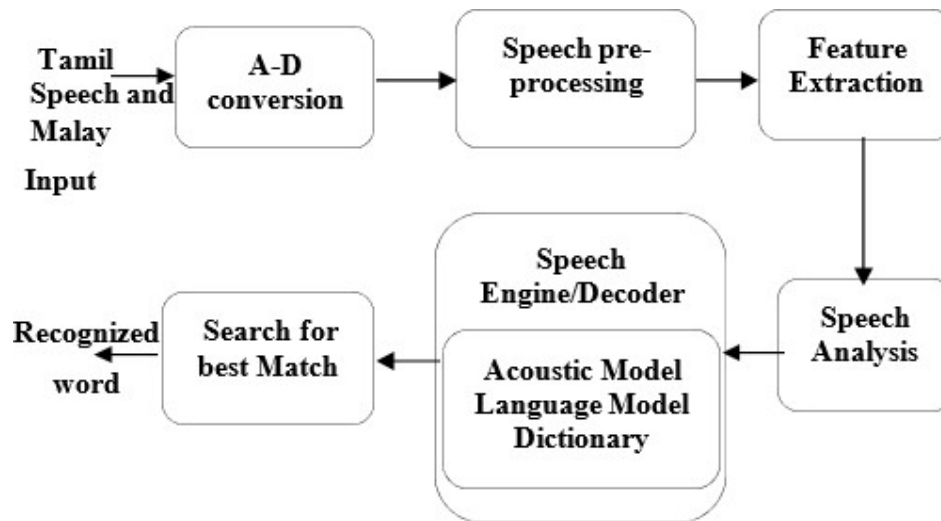 Tamil
Speech and
Malay
Input
A-D
conversion
Speech pre-
processing
Feature
Extraction
Speech
Analysis
Speech
Engine/Decoder
Acoustic Model
Language Model
Dictionary
Search for
best Match
Recognized
word